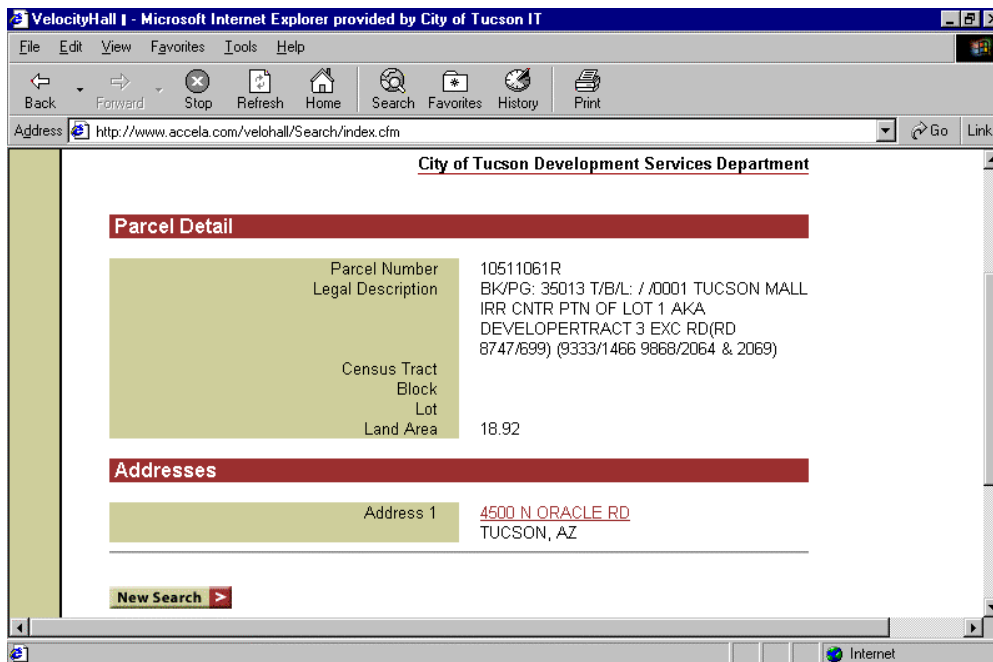 VelocityHall | - Microsoft Internet Explorer provided by City of Tucson IT
File Edit View Favorites Tools Help
Back Forward Stop Refresh Home Search Favorites History Print
Address http://www.accela.com/velohall/Search/index.cfm Go Link
City of Tucson Development Services Department
Parcel Detail
Parcel Number 10511061R
Legal Description BK/PG: 35013 T/B/L: / /0001 TUCSON MALL
IRR CNTR PTN OF LOT 1 AKA
DEVELOPERTRACT 3 EXC RD(RD
8747/699) (9333/1466 9868/2064 & 2069)
Census Tract
Block
Lot
Land Area 18.92
Addresses
Address 1 4500 N ORACLE RD
TUCSON, AZ
New Search >
Internet